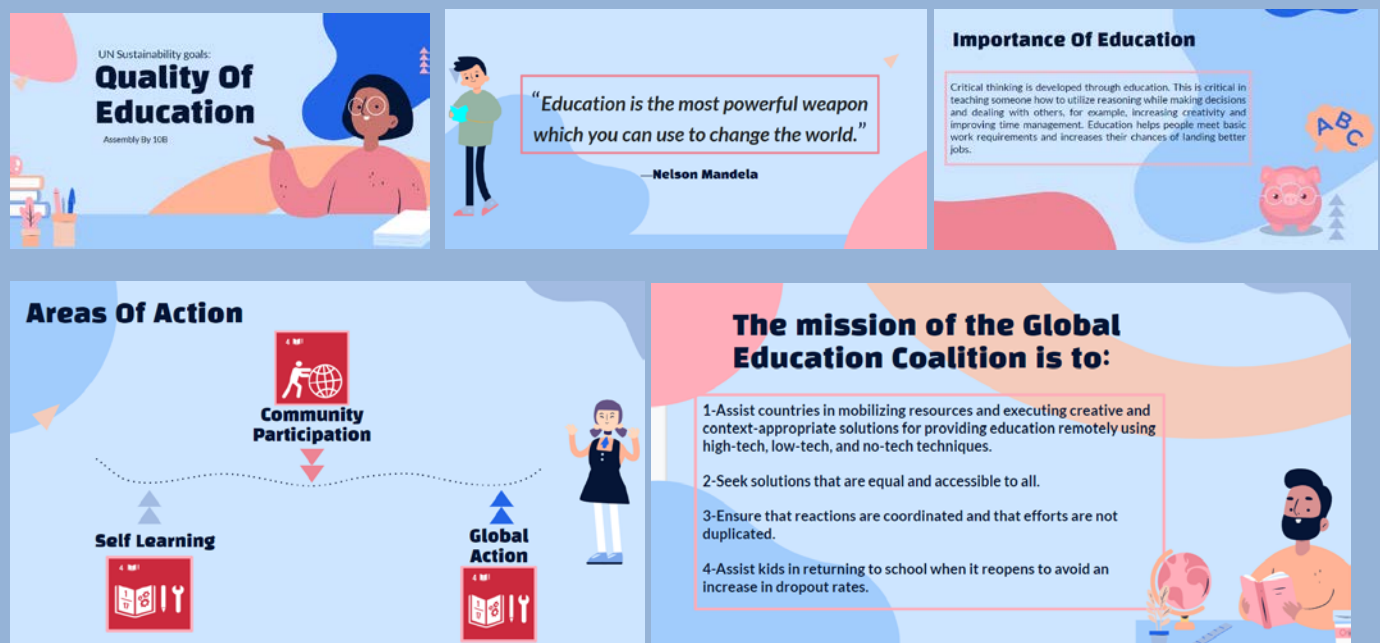 UN Sustainability goals:
Quality Of
Education
Assembly By 10B
“Education is the most powerful weapon
which you can use to change the world.”
—Nelson Mandela
Importance Of Education
Critical thinking is developed through education. This is critical in
teaching someone how to utilize reasoning while making decisions
and dealing with others, for example, increasing creativity and
improving time management. Education helps people meet basic
work requirements and increases their chances of landing better
jobs.
ABC
Areas Of Action
4
Community
Participation
Self Learning
4
1
17
Global
Action
4
1
17
The mission of the Global
Education Coalition is to:
1-Assist countries in mobilizing resources and executing creative and
context-appropriate solutions for providing education remotely using
high-tech, low-tech, and no-tech techniques.
2-Seek solutions that are equal and accessible to all.
3-Ensure that reactions are coordinated and that efforts are not
duplicated.
4-Assist kids in returning to school when it reopens to avoid an
increase in dropout rates.